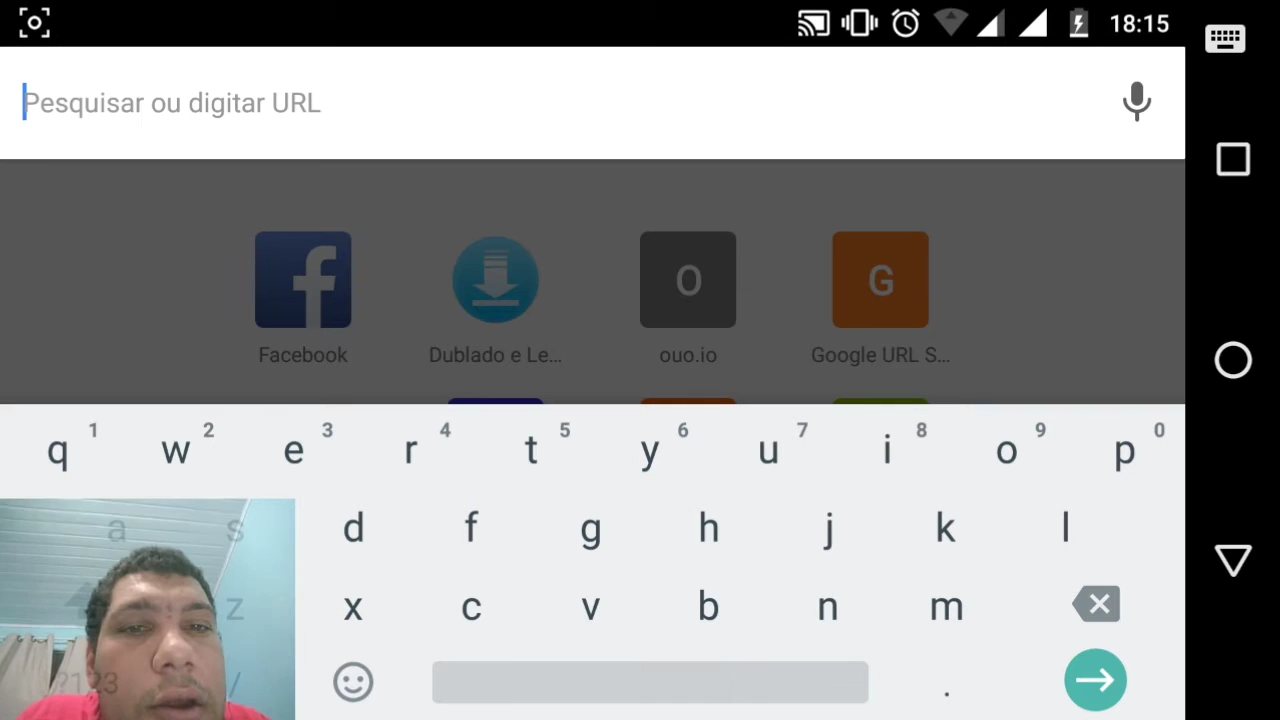 18:15
Pesquisar ou digitar URL
O G
Facebook Dublado e Le... ouo.io Google URL S...
1 2 3 4 5 6 7 8 9 0
q w e r t y u i o p
a s d f g h j k l
z x c v b n m
?123 / .